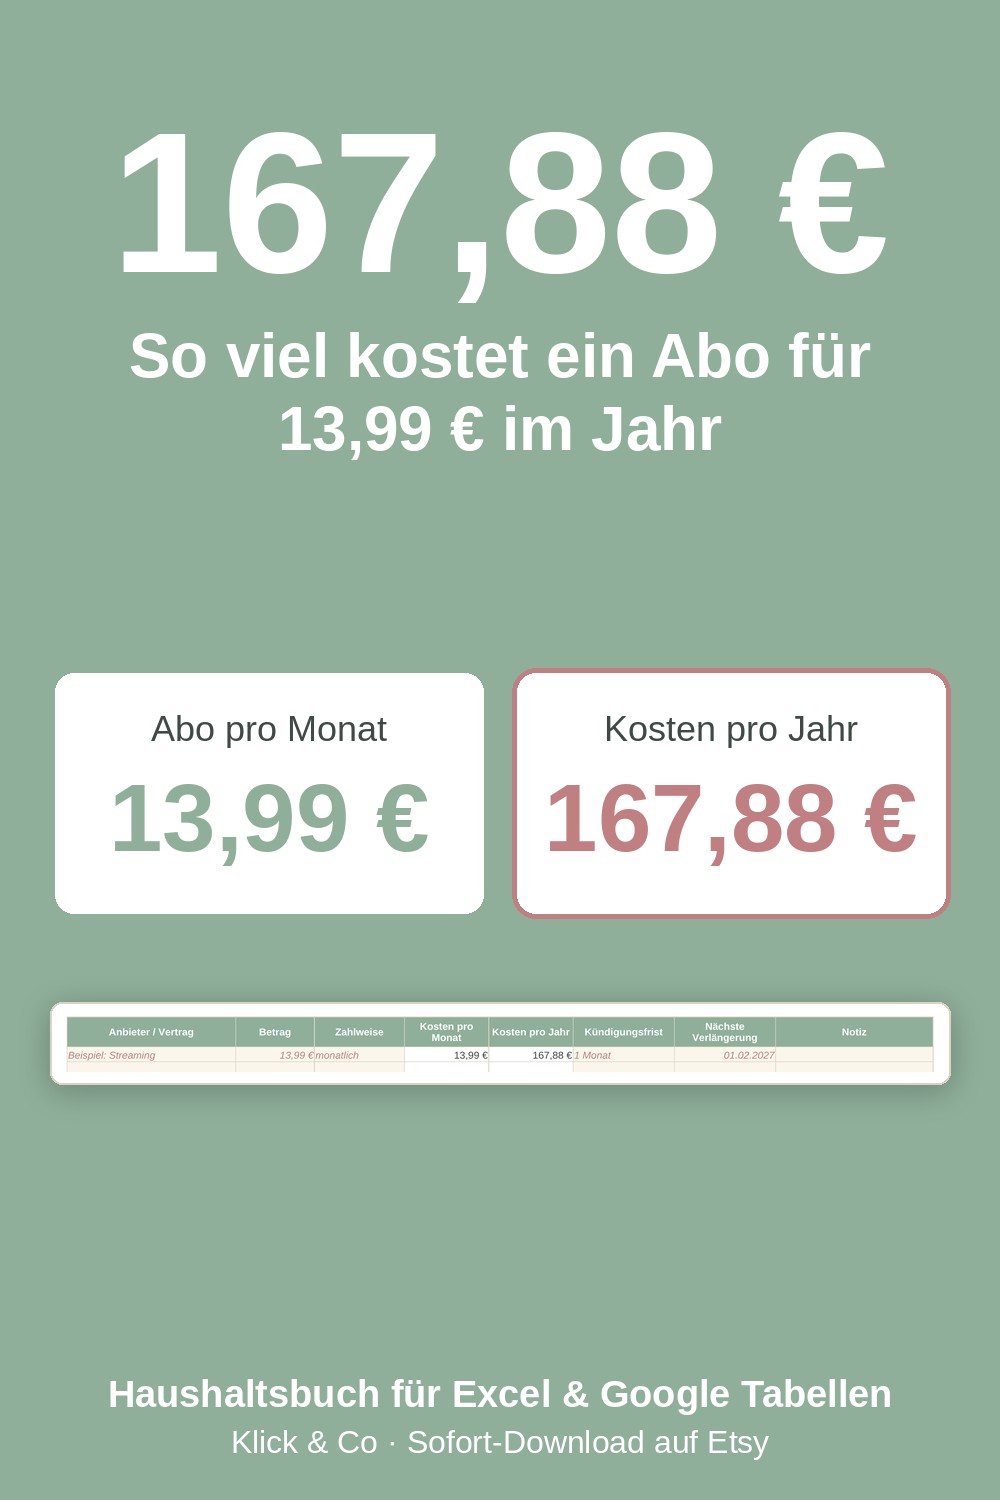 167,88 €
So viel kostet ein Abo für
13,99 € im Jahr
Abo pro Monat
13,99 €
Kosten pro Jahr
167,88 €
Anbieter / Vertrag Betrag Zahlweise Kosten pro Monat Kosten pro Jahr Kündigungsfrist Nächste Verlängerung Notiz
Beispiel: Streaming 13,99 € monatlich 13,99 € 167,88 € 1 Monat 01.02.2027
Haushaltsbuch für Excel & Google Tabellen
Klick & Co · Sofort-Download auf Etsy